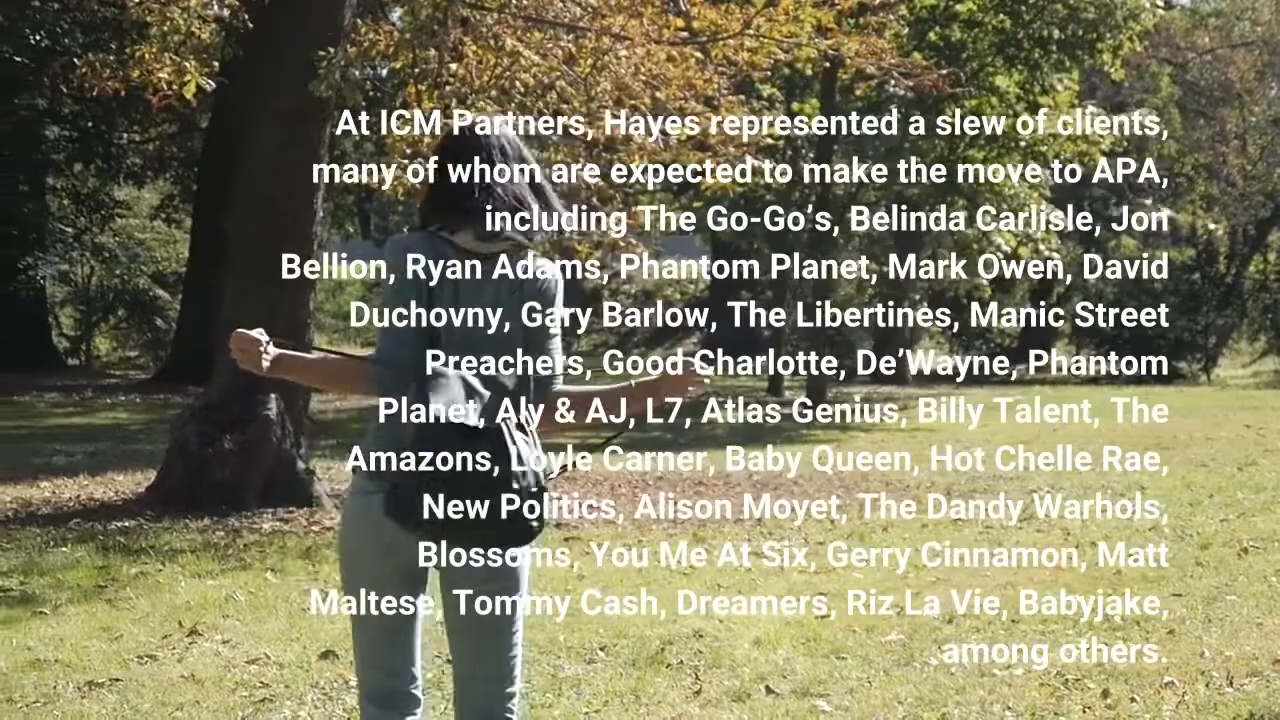 At ICM Partners, Hayes represented a slew of clients,
many of whom are expected to make the move to APA,
including The Go-Go’s, Belinda Carlisle, Jon
Bellion, Ryan Adams, Phantom Planet, Mark Owen, David
Duchovny, Gary Barlow, The Libertines, Manic Street
Preachers, Good Charlotte, De’Wayne, Phantom
Planet, Aly & AJ, L7, Atlas Genius, Billy Talent, The
Amazons, Loyle Carner, Baby Queen, Hot Chelle Rae,
New Politics, Alison Moyet, The Dandy Warhols,
Blossoms, You Me At Six, Gerry Cinnamon, Matt
Maltese, Tommy Cash, Dreamers, Riz La Vie, Babyjake,
among others.